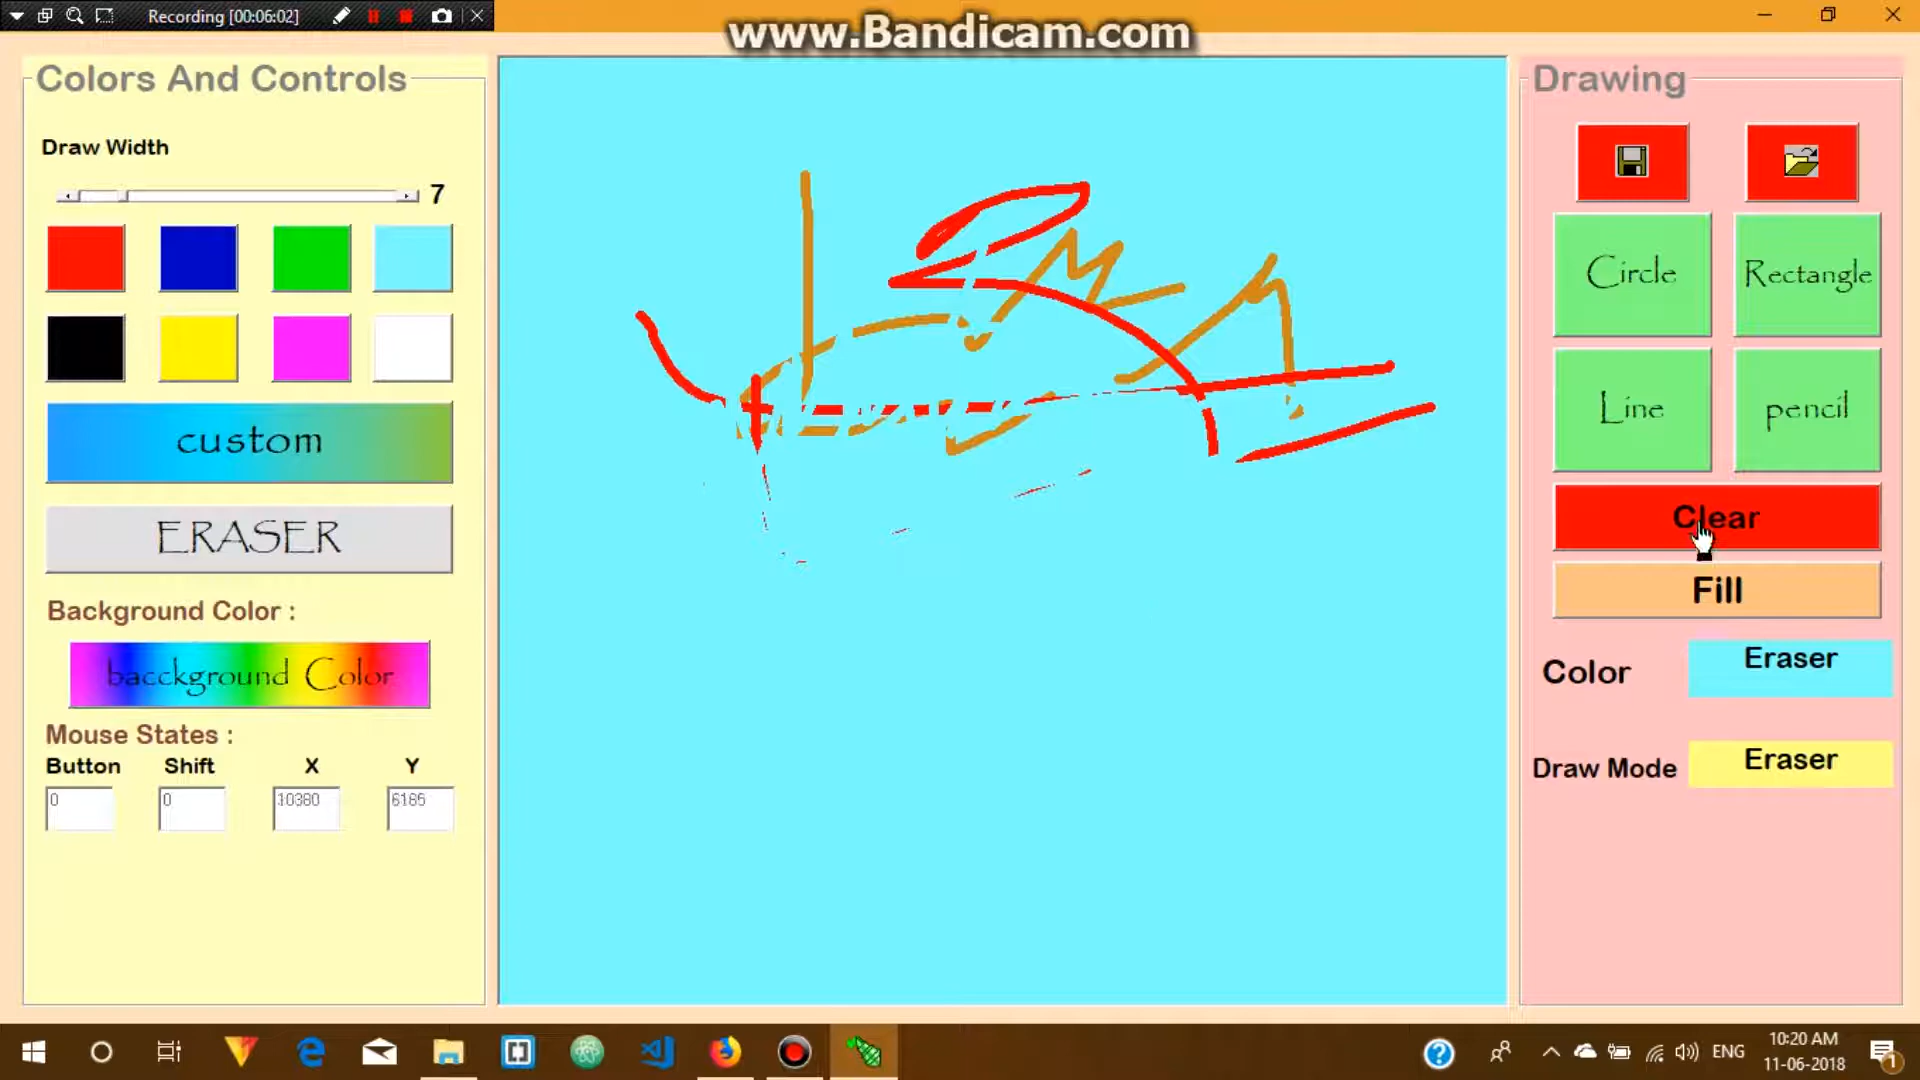 Recording [00:06:02]
www.Bandicam.com
Colors And Controls
Draw Width
7
custom
ERASER
Background Color :
bacckground Color
Mouse States :
Button Shift X Y
0 0 10380 6185
Drawing
Circle Rectangle
Line pencil
Clear
Fill
Color Eraser
Draw Mode Eraser
ENG
10:20 AM
11-06-2018
1